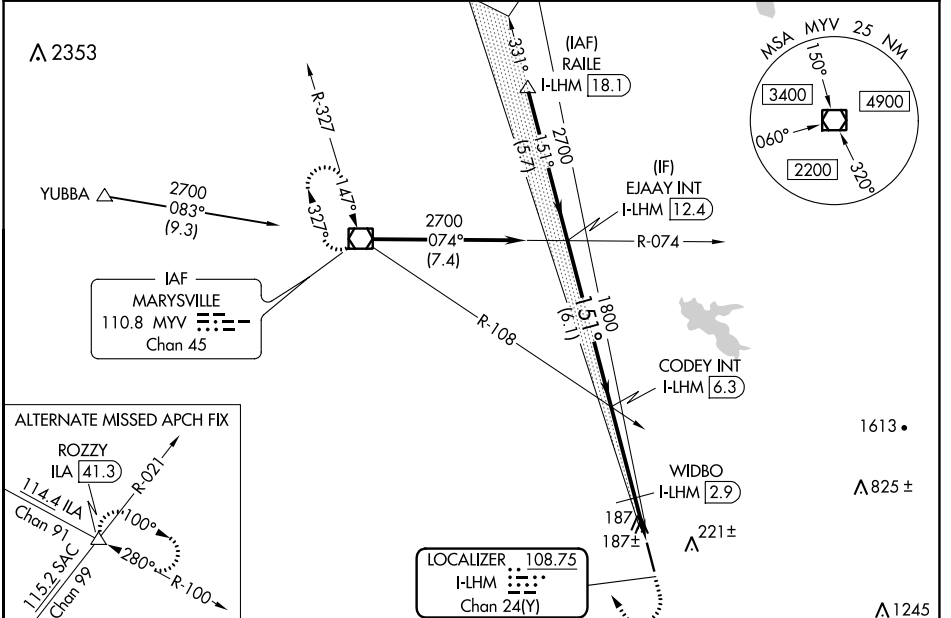 2353
331°
(IAF)
RAILE
I-LHM 18.1
MSA MYV 25 NM
150°
3400
4900
060°
2200
320°
R-327
2700
151°
(5.7)
(IF)
EJAAY INT
I-LHM 12.4
YUBBA
2700
083°
(9.3)
147°
327°
2700
074°
(7.4)
R-074
IAF
MARYSVILLE
110.8 MYV
Chan 45
R-108
1800
151°
(6.1)
CODEY INT
I-LHM 6.3
1613
ALTERNATE MISSED APCH FIX
ROZZY
ILA 41.3
R-021
114.4 ILA
Chan 91
100°
280°
R-100
115.2 SAC
Chan 99
WIDBO
I-LHM 2.9
825 ±
187
187±
221±
LOCALIZER 108.75
I-LHM
Chan 24(Y)
1245